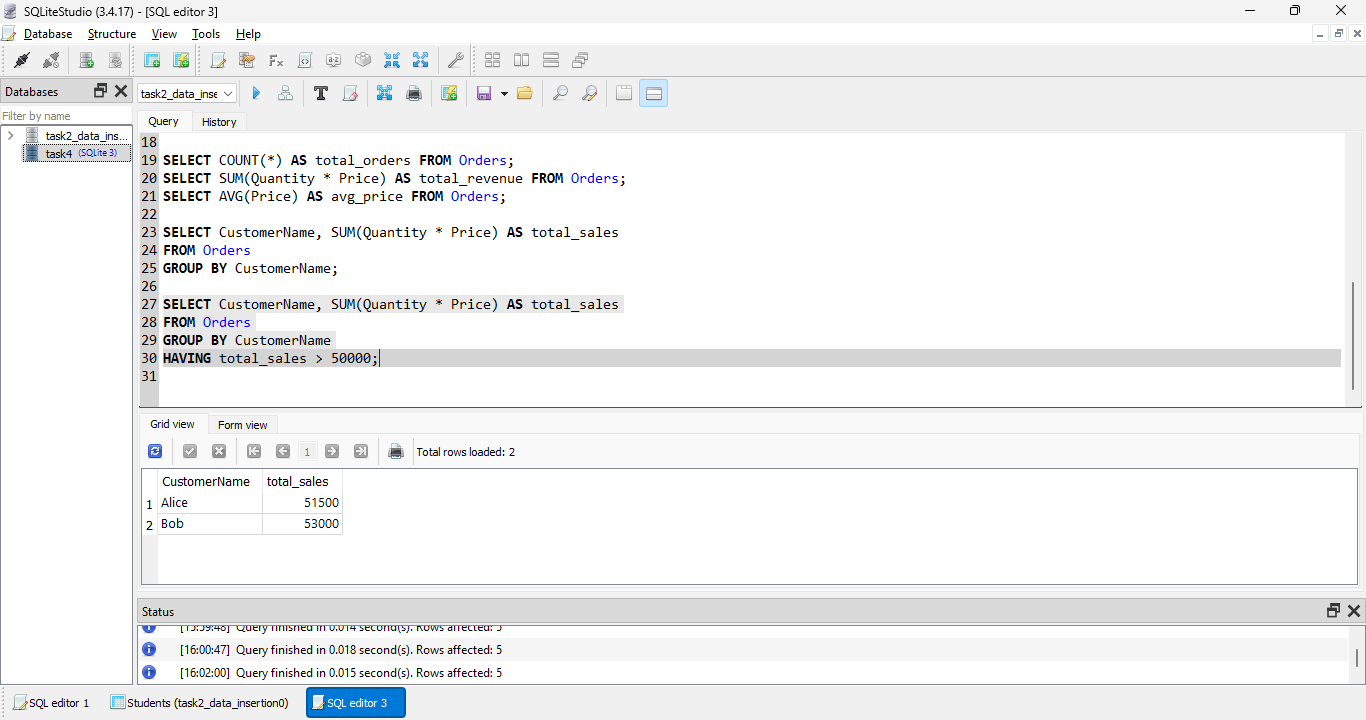 SQLiteStudio (3.4.17) - [SQL editor 3]
Database Structure View Tools Help
Databases
task2_data_inse
Filter by name
Query History
task2_data_ins...
task4 (SQLite 3)
18
19 SELECT COUNT(*) AS total_orders FROM Orders;
20 SELECT SUM(Quantity * Price) AS total_revenue FROM Orders;
21 SELECT AVG(Price) AS avg_price FROM Orders;
22
23 SELECT CustomerName, SUM(Quantity * Price) AS total_sales
24 FROM Orders
25 GROUP BY CustomerName;
26
27 SELECT CustomerName, SUM(Quantity * Price) AS total_sales
28 FROM Orders
29 GROUP BY CustomerName
30 HAVING total_sales > 50000;
31
Grid view Form view
1 Total rows loaded: 2
CustomerName total_sales
1 Alice 51500
2 Bob 53000
Status
[15:59:48] Query finished in 0.014 second(s). Rows affected: 5
[16:00:47] Query finished in 0.018 second(s). Rows affected: 5
[16:02:00] Query finished in 0.015 second(s). Rows affected: 5
SQL editor 1 Students (task2_data_insertion0) SQL editor 3